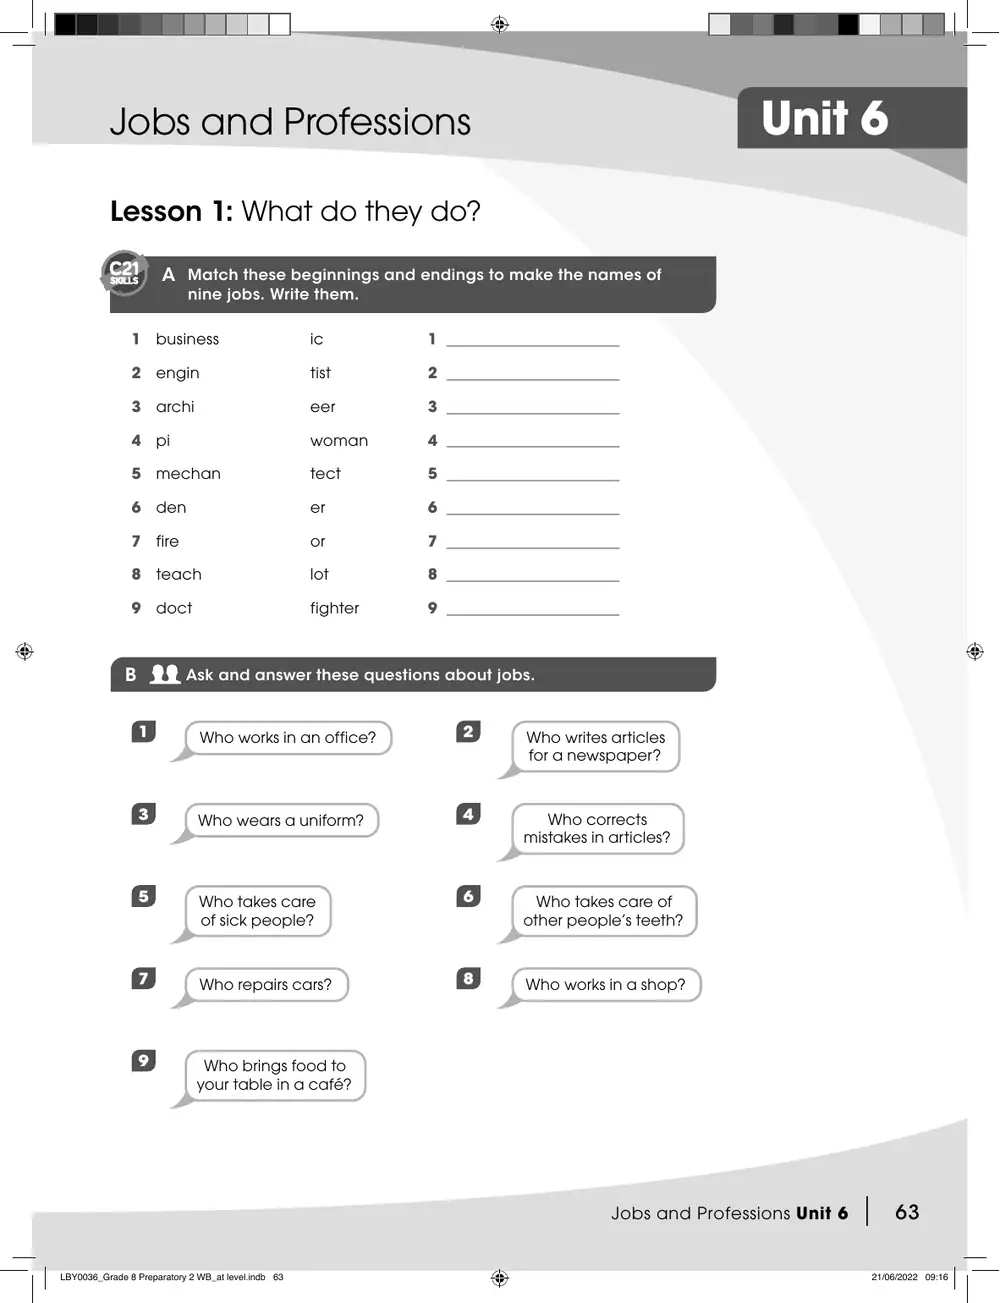 Jobs and Professions
Unit 6
Lesson 1: What do they do?
C21
SKILLS
A Match these beginnings and endings to make the names of
nine jobs. Write them.
1 business ic 1
2 engin tist 2
3 archi eer 3
4 pi woman 4
5 mechan tect 5
6 den er 6
7 fire or 7
8 teach lot 8
9 doct fighter 9
B Ask and answer these questions about jobs.
1 Who works in an office?
2 Who writes articles
for a newspaper?
3 Who wears a uniform?
4 Who corrects
mistakes in articles?
5 Who takes care
of sick people?
6 Who takes care of
other people's teeth?
7 Who repairs cars?
8 Who works in a shop?
9 Who brings food to
your table in a café?
Jobs and Professions Unit 6 63
LBY0036_Grade 8 Preparatory 2 WB_at level.indb 63
21/06/2022 09:16